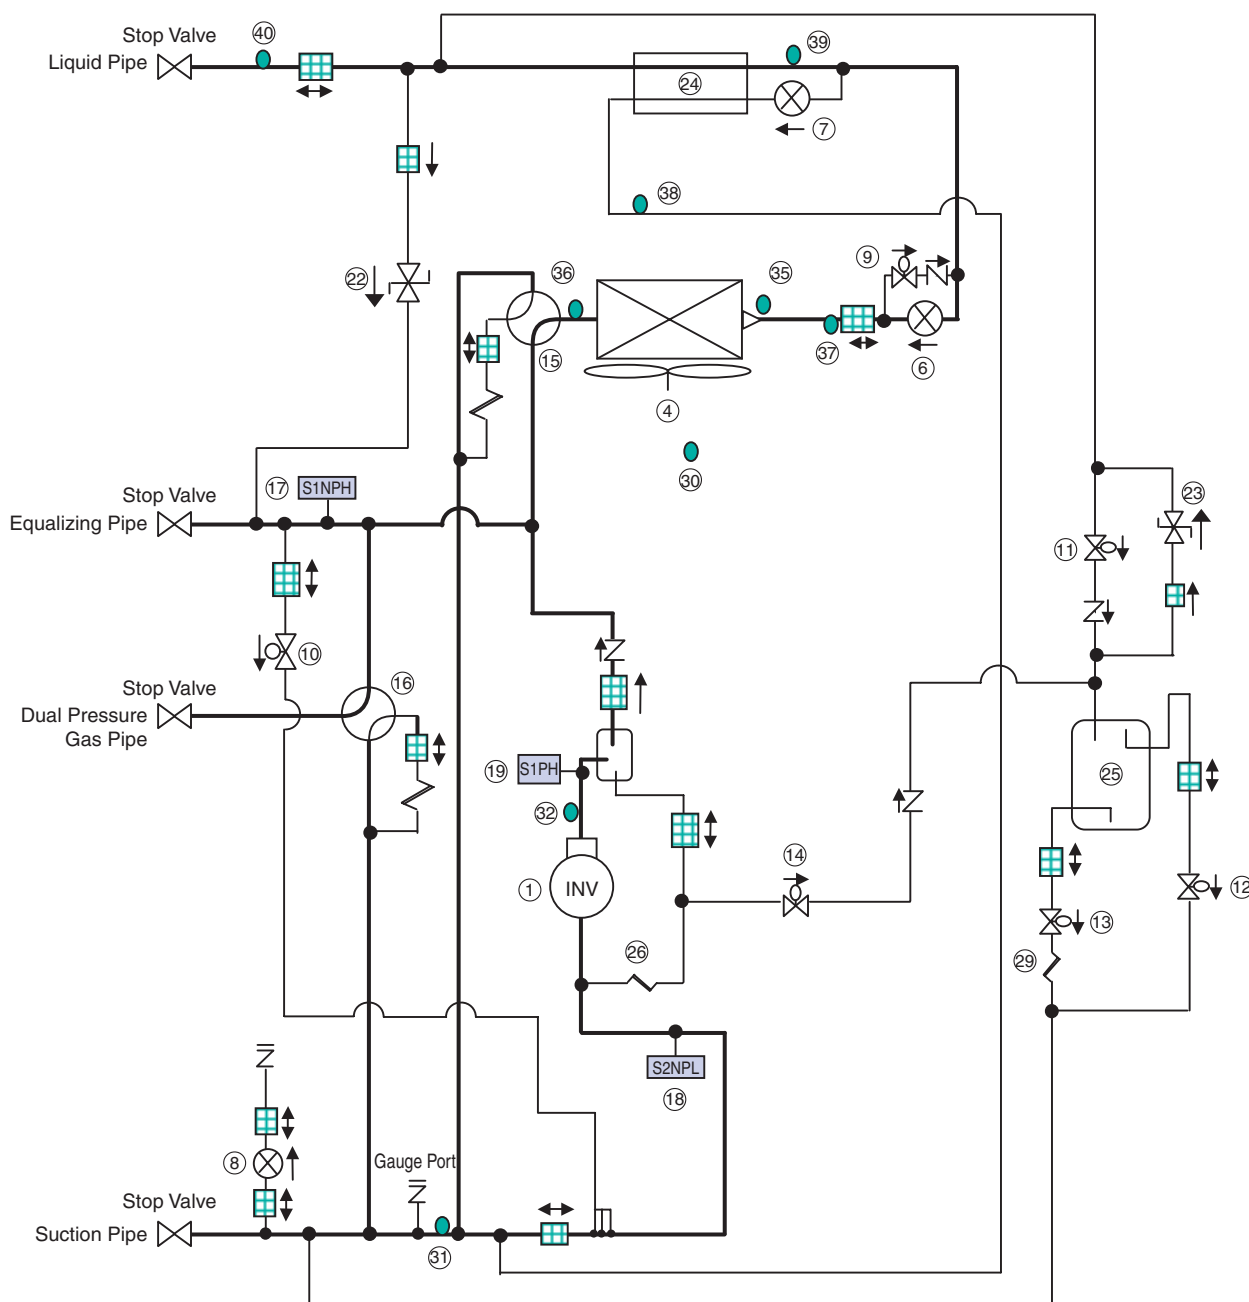 40
39
Stop Valve
Liquid Pipe
24
7
38
22
9
36
35
37
6
15
4
30
17
S1NPH
Stop Valve
Equalizing Pipe
23
11
10
16
Stop Valve
Dual Pressure
Gas Pipe
19
S1PH
25
32
14
1
INV
12
13
26
29
S2NPL
18
8
Gauge Port
Stop Valve
Suction Pipe
31